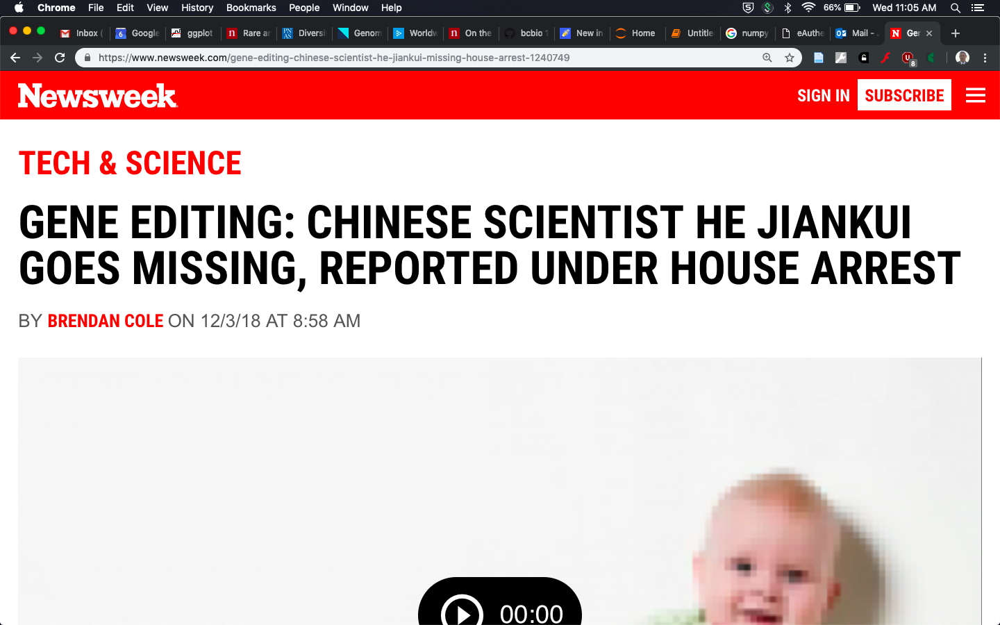 Chrome File Edit View History Bookmarks People Window Help 66% Wed 11:05 AM
Inbox ( Google ggplot Rare ar PNAS Diversi Genom Worldw On the bcbio 1 New in Home Untitle numpy eAuthe Mail - Ger
https://www.newsweek.com/gene-editing-chinese-scientist-he-jiankui-missing-house-arrest-1240749 8
Newsweek SIGN IN SUBSCRIBE
TECH & SCIENCE
GENE EDITING: CHINESE SCIENTIST HE JIANKUI
GOES MISSING, REPORTED UNDER HOUSE ARREST
BY BRENDAN COLE ON 12/3/18 AT 8:58 AM
00:00